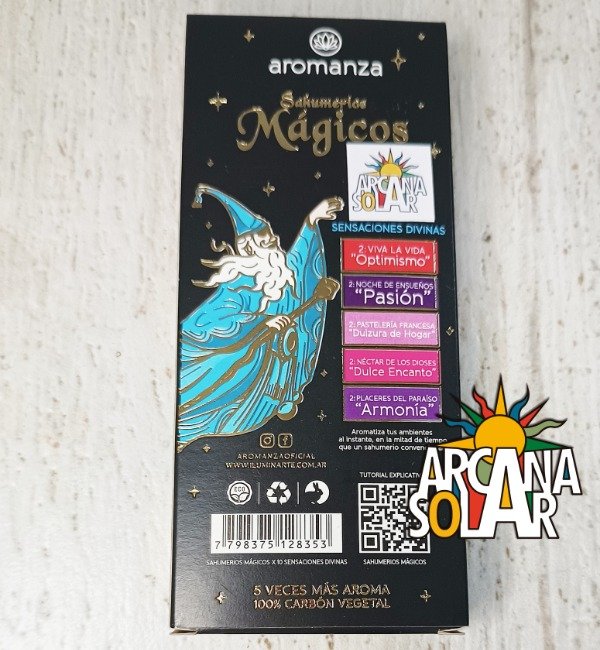 aromanza
Sahumerios
Mágicos
ARCANA
SOLAR
SENSACIONES DIVINAS
2: VIVA LA VIDA
"Optimismo"
2: NOCHE DE ENSUEÑOS
"Pasión"
2: PASTELERÍA FRANCESA
"Dulzura de Hogar"
2: NÉCTAR DE LOS DIOSES
"Dulce Encanto"
2: PLACERES DEL PARAÍSO
"Armonía"
Aromatiza tus ambientes
al instante, en la mitad de tiempo
que un sahumerio
ARCANA
SOLAR
AROMANZAOFICIAL
WWW.ILUMINARTE.COM.AR
ECO
TUTORIAL
7 798375 128353
SAHUMERIOS MÁGICOS X 10 SENSACIONES DIVINAS
SAHUMERIOS MÁGICOS
5 VECES MÁS AROMA
100% CARBÓN VEGETAL